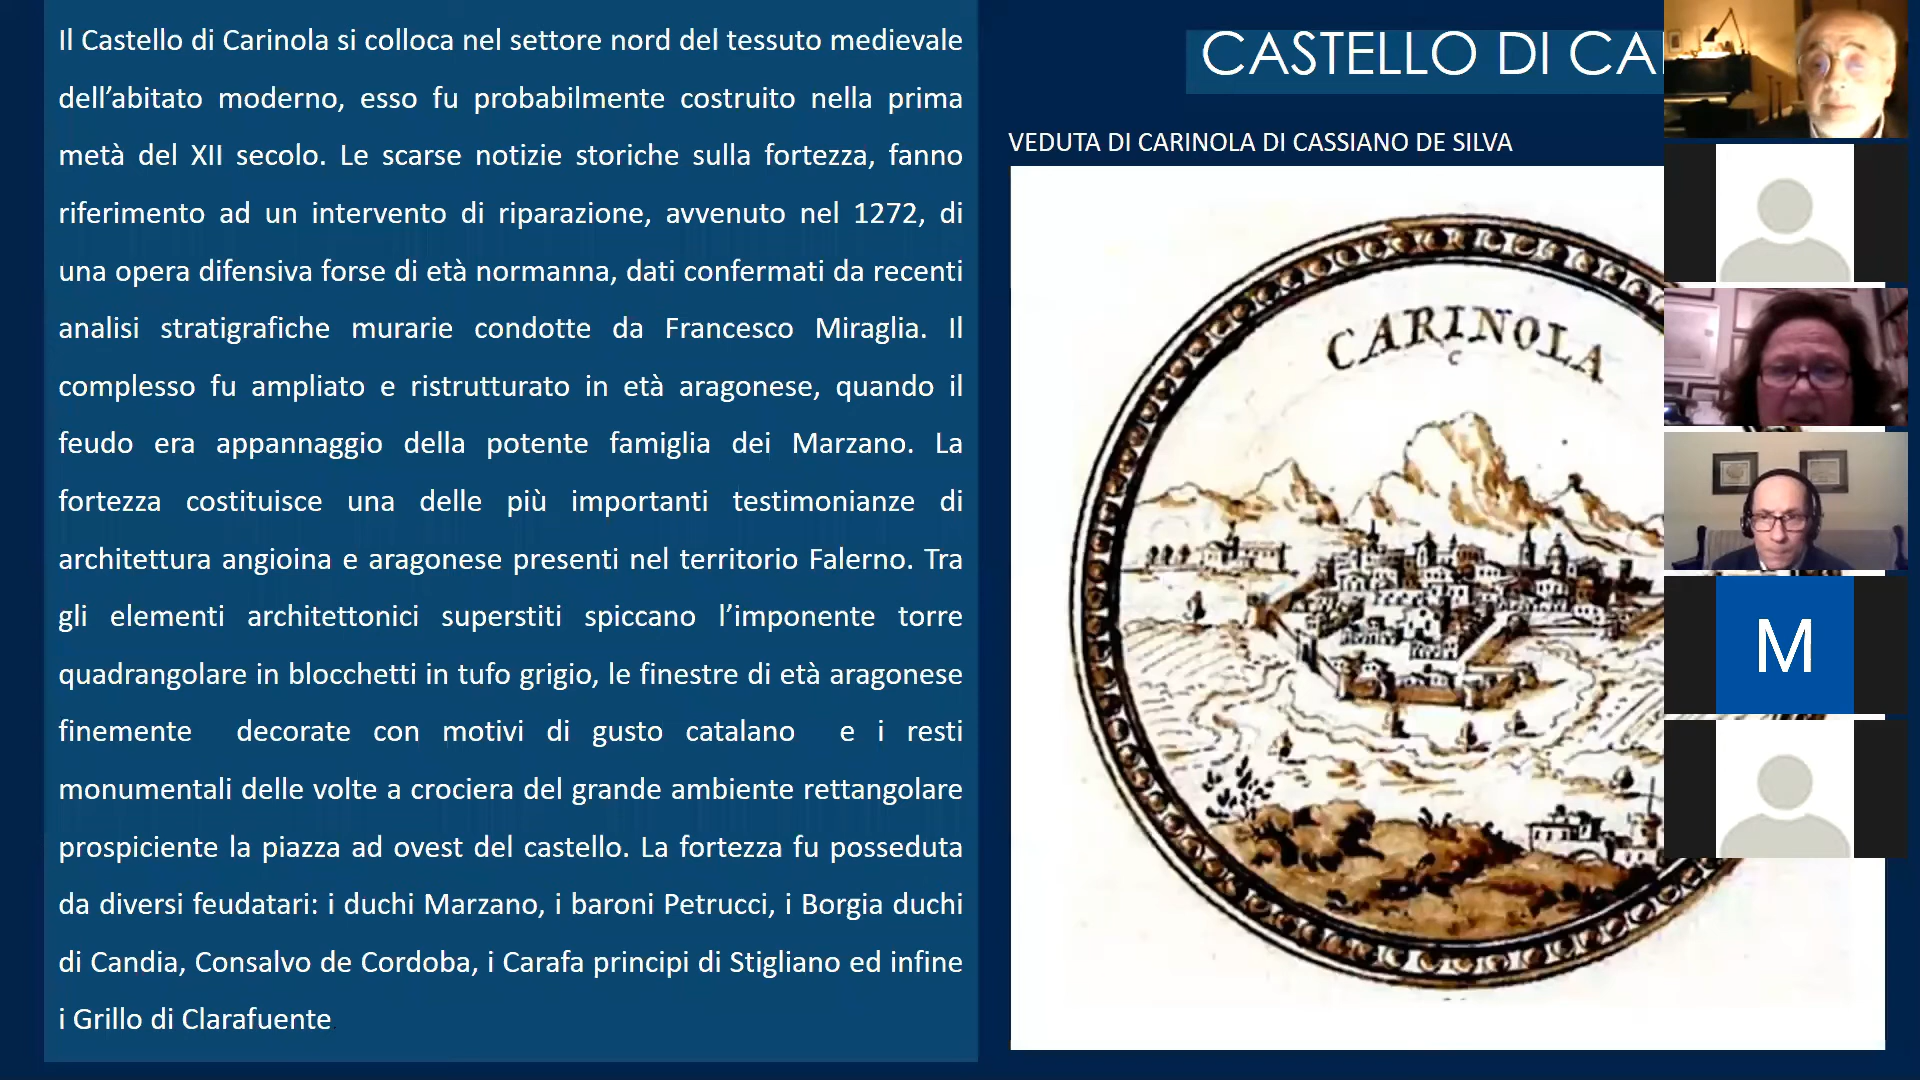 Il Castello di Carinola si colloca nel settore nord del tessuto medievale
dell’abitato moderno, esso fu probabilmente costruito nella prima
metà del XII secolo. Le scarse notizie storiche sulla fortezza, fanno
riferimento ad un intervento di riparazione, avvenuto nel 1272, di
una opera difensiva forse di età normanna, dati confermati da recenti
analisi stratigrafiche murarie condotte da Francesco Miraglia. Il
complesso fu ampliato e ristrutturato in età aragonese, quando il
feudo era appannaggio della potente famiglia dei Marzano. La
fortezza costituisce una delle più importanti testimonianze di
architettura angioina e aragonese presenti nel territorio Falerno. Tra
gli elementi architettonici superstiti spiccano l’imponente torre
quadrangolare in blocchetti in tufo grigio, le finestre di età aragonese
finemente decorate con motivi di gusto catalano e i resti
monumentali delle volte a crociera del grande ambiente rettangolare
prospiciente la piazza ad ovest del castello. La fortezza fu posseduta
da diversi feudatari: i duchi Marzano, i baroni Petrucci, i Borgia duchi
di Candia, Consalvo de Cordoba, i Carafa principi di Stigliano ed infine
i Grillo di Clarafuente
CASTELLO DI CA
VEDUTA DI CARINOLA DI CASSIANO DE SILVA
CARINOLA
C
M